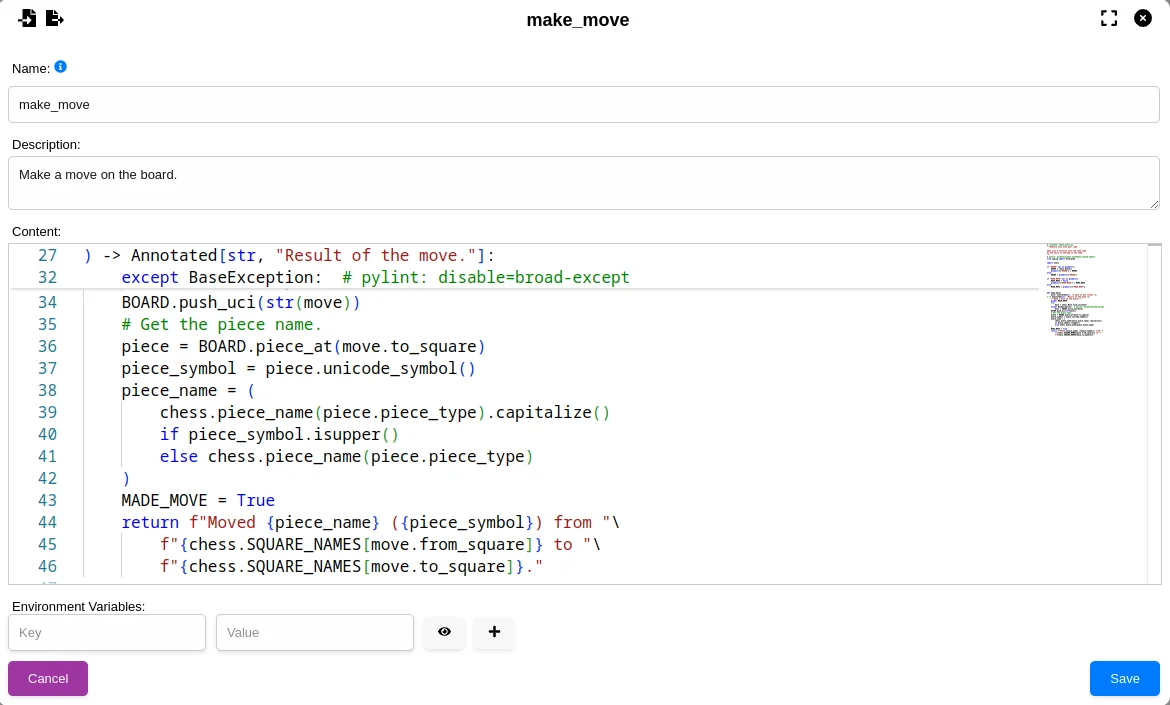 make_move
Name:
make_move
Description:
Make a move on the board.
Content:
27 ) -> Annotated[str, "Result of the move."]:
32 except BaseException:  # pylint: disable=broad-except
34 BOARD.push_uci(str(move))
35 # Get the piece name.
36 piece = BOARD.piece_at(move.to_square)
37 piece_symbol = piece.unicode_symbol()
38 piece_name = (
39 chess.piece_name(piece.piece_type).capitalize()
40 if piece_symbol.isupper()
41 else chess.piece_name(piece.piece_type)
42 )
43 MADE_MOVE = True
44 return f"Moved {piece_name} ({piece_symbol}) from "\
45 f"{chess.SQUARE_NAMES[move.from_square]} to "\
46 f"{chess.SQUARE_NAMES[move.to_square]}."
Environment Variables:
Key Value
Cancel Save